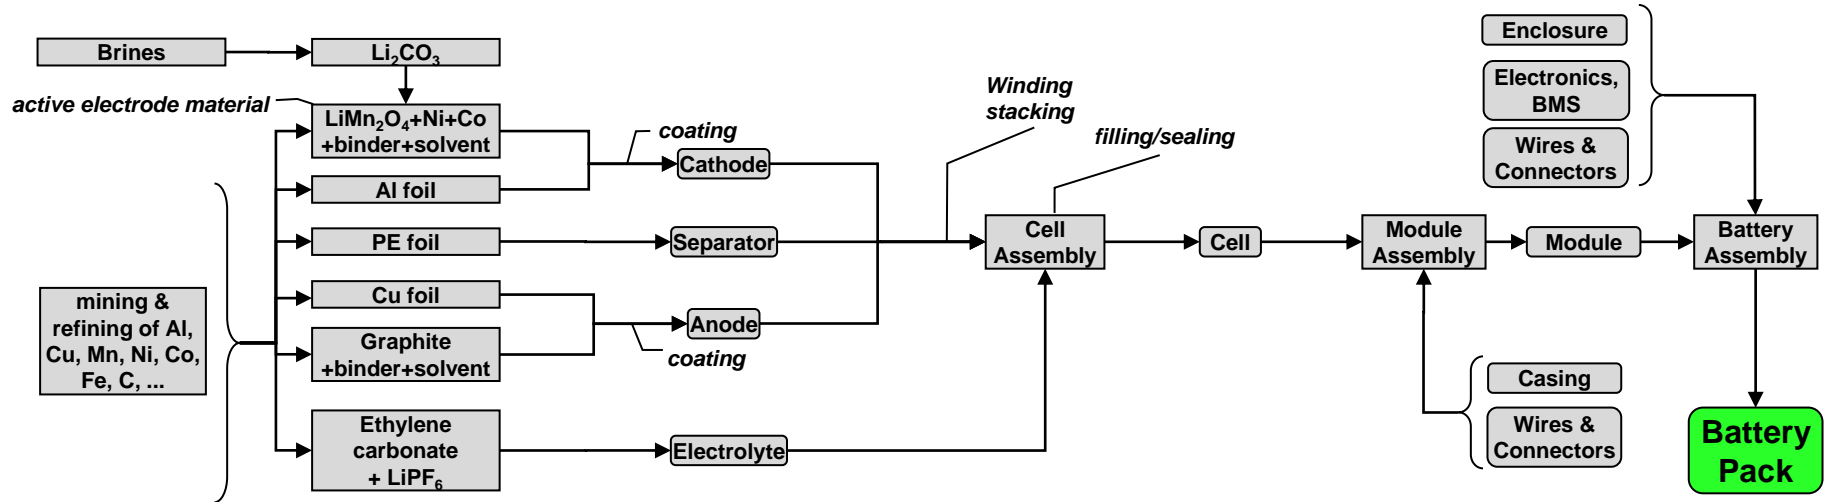 Brines
Li₂CO₃
active electrode material
LiMn₂O₄+Ni+Co
+binder+solvent
Al foil
PE foil
Cu foil
Graphite
+binder+solvent
Ethylene
carbonate
+ LiPF₆
mining &
refining of Al,
Cu, Mn, Ni, Co,
Fe, C, ...
coating
Cathode
Separator
Anode
coating
Electrolyte
Winding
stacking
filling/sealing
Cell
Assembly
Cell
Module
Assembly
Module
Battery
Assembly
Enclosure
Electronics,
BMS
Wires &
Connectors
Casing
Wires &
Connectors
Battery
Pack